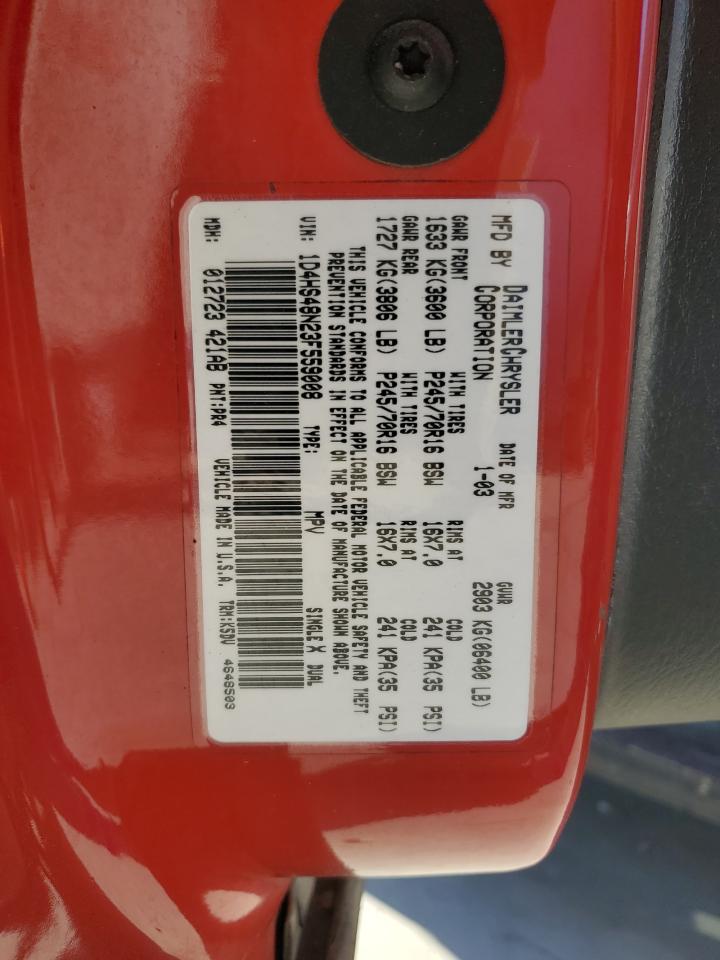 MFD BY DAIMLERCHRYSLER CORPORATION DATE OF MFR 1-03 GVWR 2903 KG(06400 LB)
GAWR FRONT WITH TIRES RIMS AT COLD
1633 KG(3600 LB) P245/70R16 BSW 16X7.0 241 KPA(35 PSI)
GAWR REAR WITH TIRES RIMS AT COLD
1727 KG(3806 LB) P245/70R16 BSW 16X7.0 241 KPA(35 PSI)
THIS VEHICLE CONFORMS TO ALL APPLICABLE FEDERAL MOTOR VEHICLE SAFETY AND THEFT
PREVENTION STANDARDS IN EFFECT ON THE DATE OF MANUFACTURE SHOWN ABOVE.
VIN: 1D4HS48N23F559008 TYPE: MPV SINGLE X DUAL
MDH: 012723 421AB PNT:PR4 VEHICLE MADE IN U.S.A. TRM:K5DV 4648503